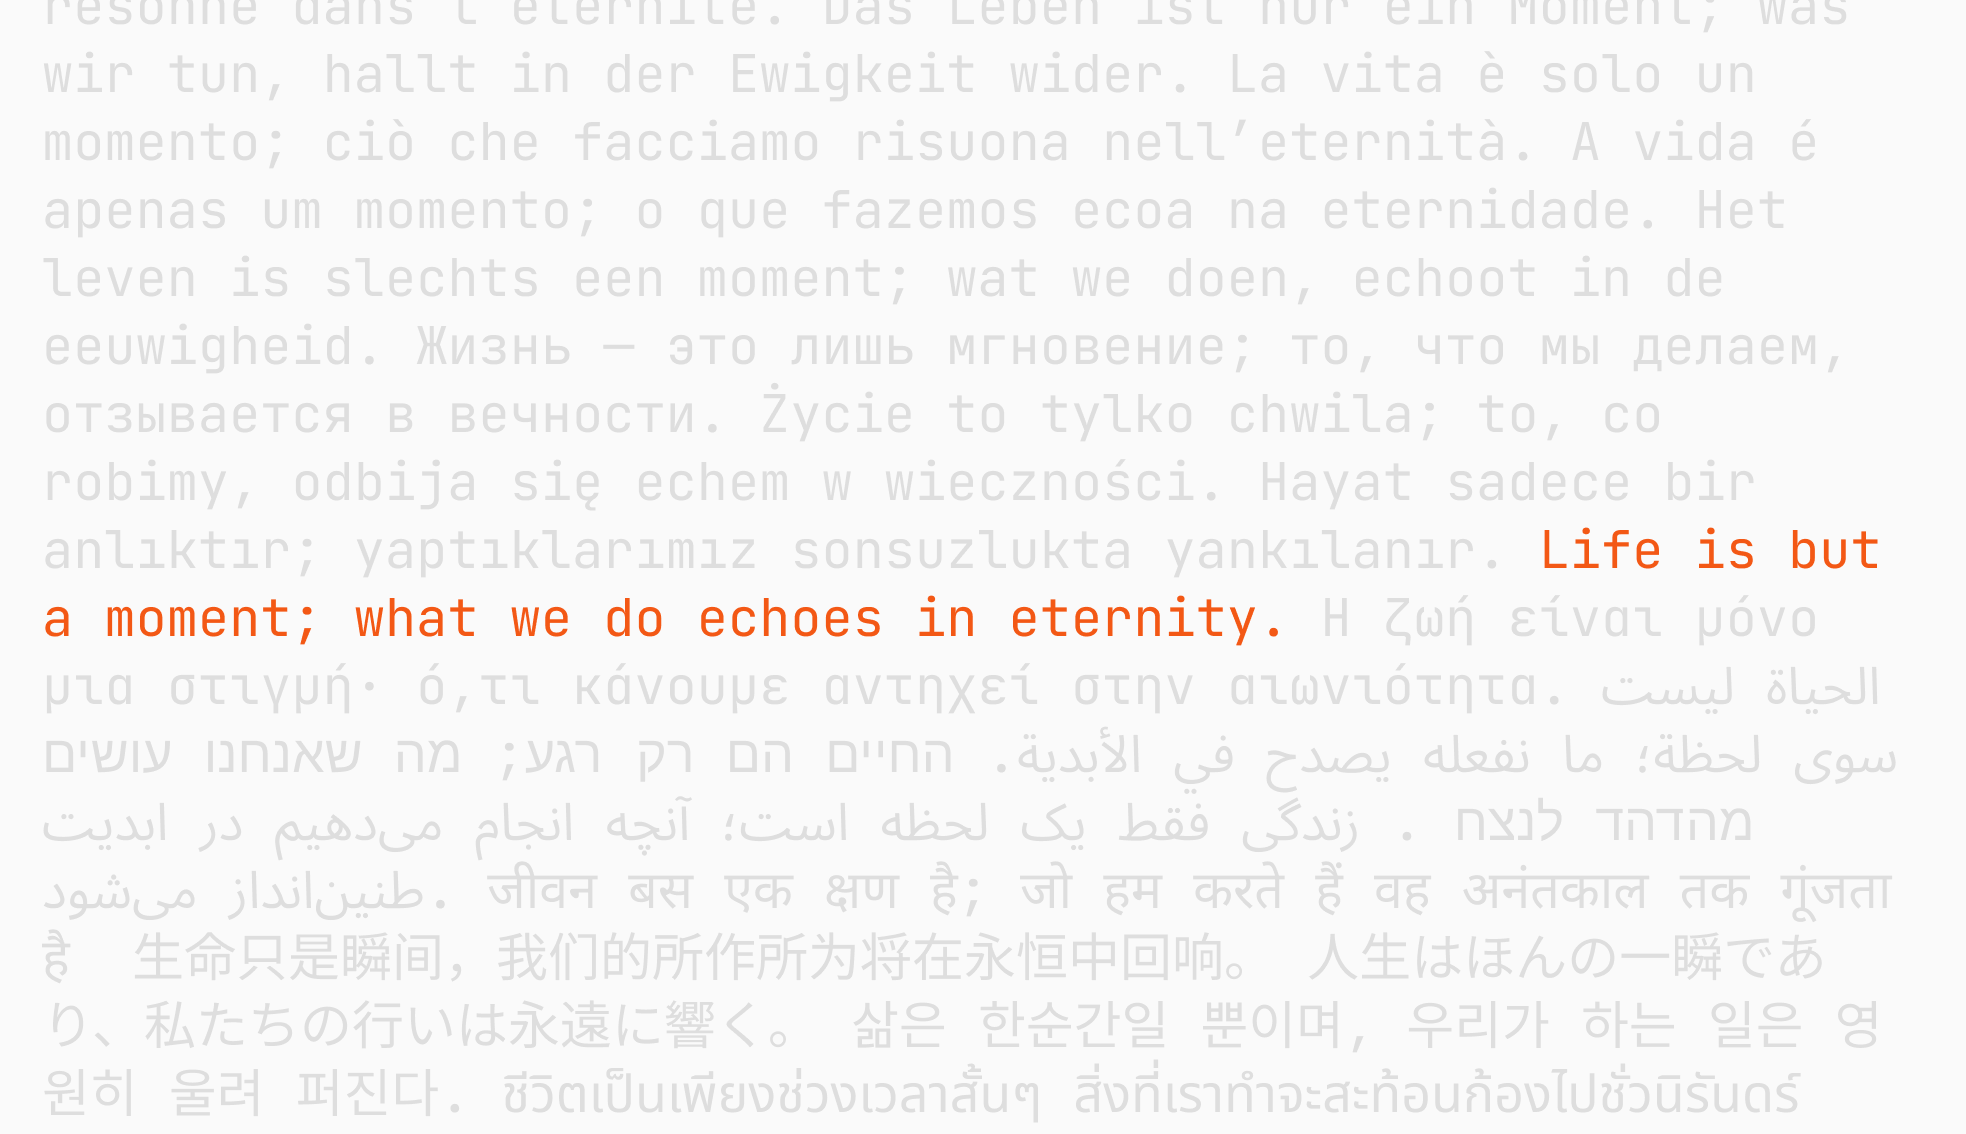 résonne dans l'éternité. Das Leben ist nur ein Moment; was
wir tun, hallt in der Ewigkeit wider. La vita è solo un
momento; ciò che facciamo risuona nell’eternità. A vida é
apenas um momento; o que fazemos ecoa na eternidade. Het
leven is slechts een moment; wat we doen, echoot in de
eeuwigheid. Жизнь — это лишь мгновение; то, что мы делаем,
отзывается в вечности. Życie to tylko chwila; to, co
robimy, odbija się echem w wieczności. Hayat sadece bir
anlıktır; yaptıklarımız sonsuzlukta yankılanır. Life is but
a moment; what we do echoes in eternity. Η ζωή είναι μόνο
μια στιγμή· ό,τι κάνουμε αντηχεί στην αιωνιότητα. الحياة ليست
سوى لحظة؛ ما نفعله يصدح في الأبدية. החיים הם רק רגע; מה שאנחנו עושים
מהדהד לנצח . زندگی فقط یک لحظه است؛ آنچه انجام می‌دهیم در ابدیت
طنین‌انداز می‌شود. जीवन बस एक क्षण है; जो हम करते हैं वह अनंतकाल तक गूंजता
है 生命只是瞬间，我们的所作所为将在永恒中回响。 人生はほんの一瞬であ
り、私たちの行いは永遠に響く。 삶은 한순간일 뿐이며, 우리가 하는 일은 영
원히 울려 퍼진다. ชีวิตเป็นเพียงช่วงเวลาสั้นๆ สิ่งที่เราทำจะสะท้อนก้องไปชั่วนิรันดร์